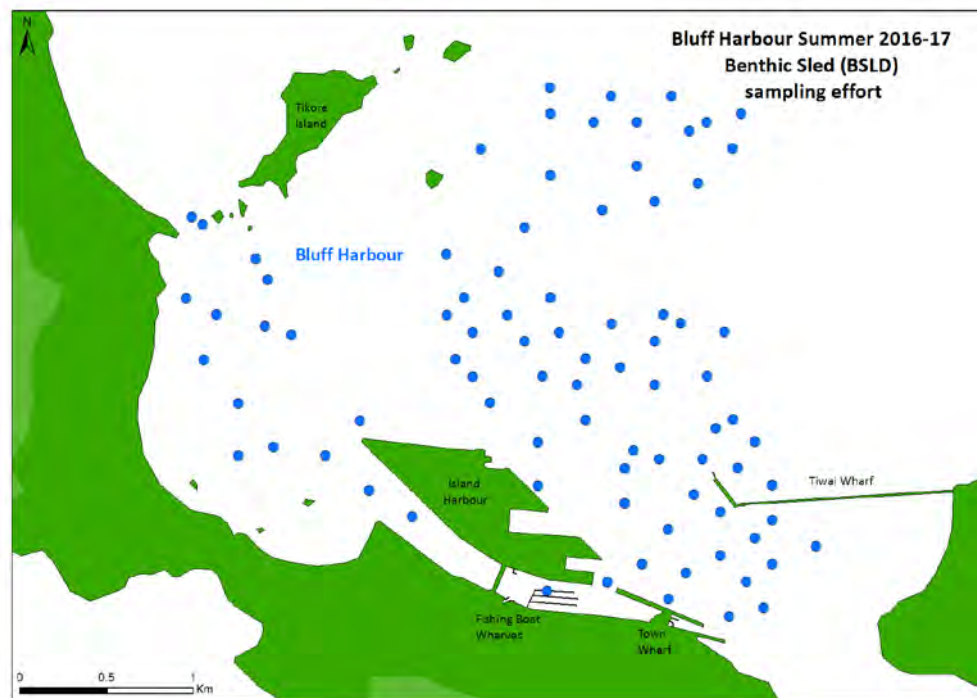 N
Bluff Harbour Summer 2016-17
Benthic Sled (BSLD)
sampling effort
Tikore
Island
Bluff Harbour
Island
Harbour
Tiwai Wharf
Fishing Boat
Wharves
Town
Wharf
0 0.5 1
Km